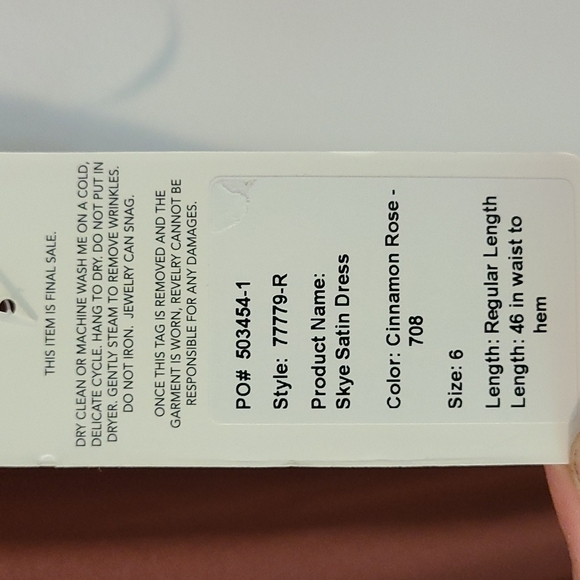 THIS ITEM IS FINAL SALE.
DRY CLEAN OR MACHINE WASH ME ON A COLD,
DELICATE CYCLE. HANG TO DRY. DO NOT PUT IN
DRYER. GENTLY STEAM TO REMOVE WRINKLES.
DO NOT IRON. JEWELRY CAN SNAG.
ONCE THIS TAG IS REMOVED AND THE
GARMENT IS WORN, REVELRY CANNOT BE
RESPONSIBLE FOR ANY DAMAGES.
PO# 503454-1
Style: 77779-R
Product Name:
Skye Satin Dress
Color: Cinnamon Rose -
708
Size: 6
Length: Regular Length
Length: 46 in waist to
hem